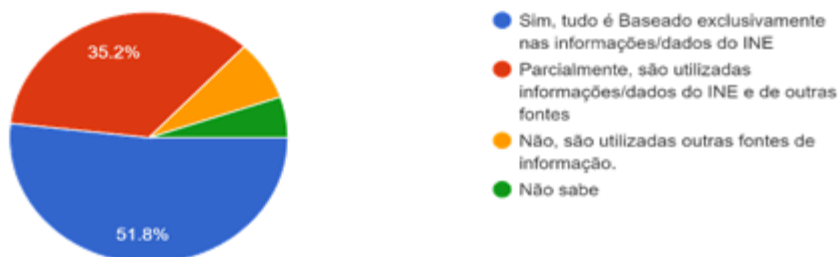 35.2%
51.8%
Sim, tudo é Baseado exclusivamente
nas informações/dados do INE
Parcialmente, são utilizadas
informações/dados do INE e de outras
fontes
Não, são utilizadas outras fontes de
informação.
Não sabe